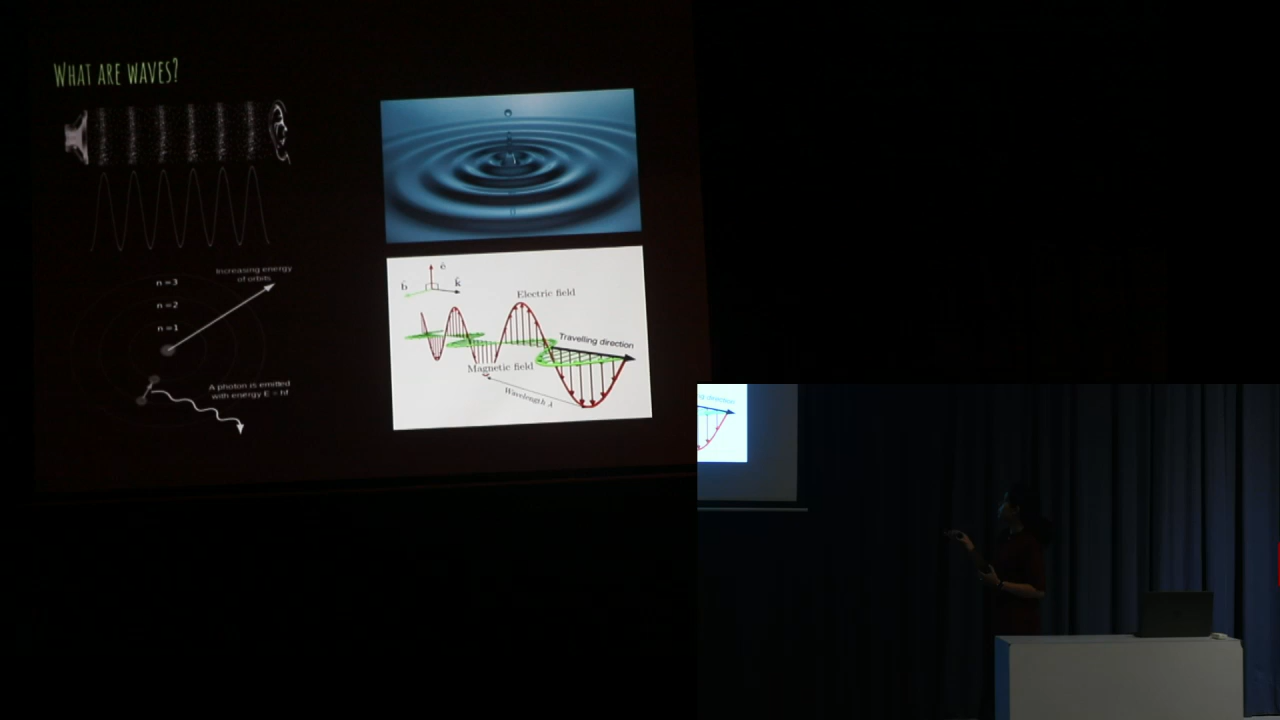 WHAT ARE WAVES?
Increasing energy
of orbits
n=3
n=2
n=1
A photon is emitted
with energy E = hf
ê
b̂
k̂
Electric field
Travelling direction
Magnetic field
Wavelength λ
direction